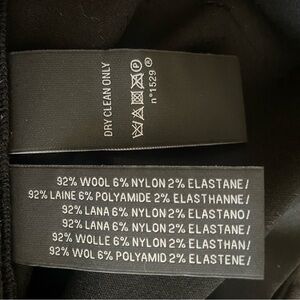 DRY CLEAN ONLY
P
n°1529 ®
92% WOOL 6% NYLON 2% ELASTANE/
92% LAINE 6% POLYAMIDE 2% ELASTHANNE/
92% LANA 6% NYLON 2% ELASTANO/
92% LANA 6% NYLON 2% ELASTAN/
92% WOLLE 6% NYLON 2% ELASTHAN/
92% WOL 6% POLYAMID 2% ELASTENE/